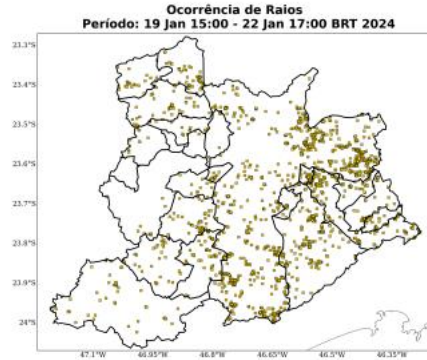 Ocorrência de Raios
Período: 19 Jan 15:00 - 22 Jan 17:00 BRT 2024
23.3°S
23.4°S
23.5°S
23.6°S
23.7°S
23.8°S
23.9°S
24°S
47.1°W 46.95°W 46.8°W 46.65°W 46.5°W 46.35°W